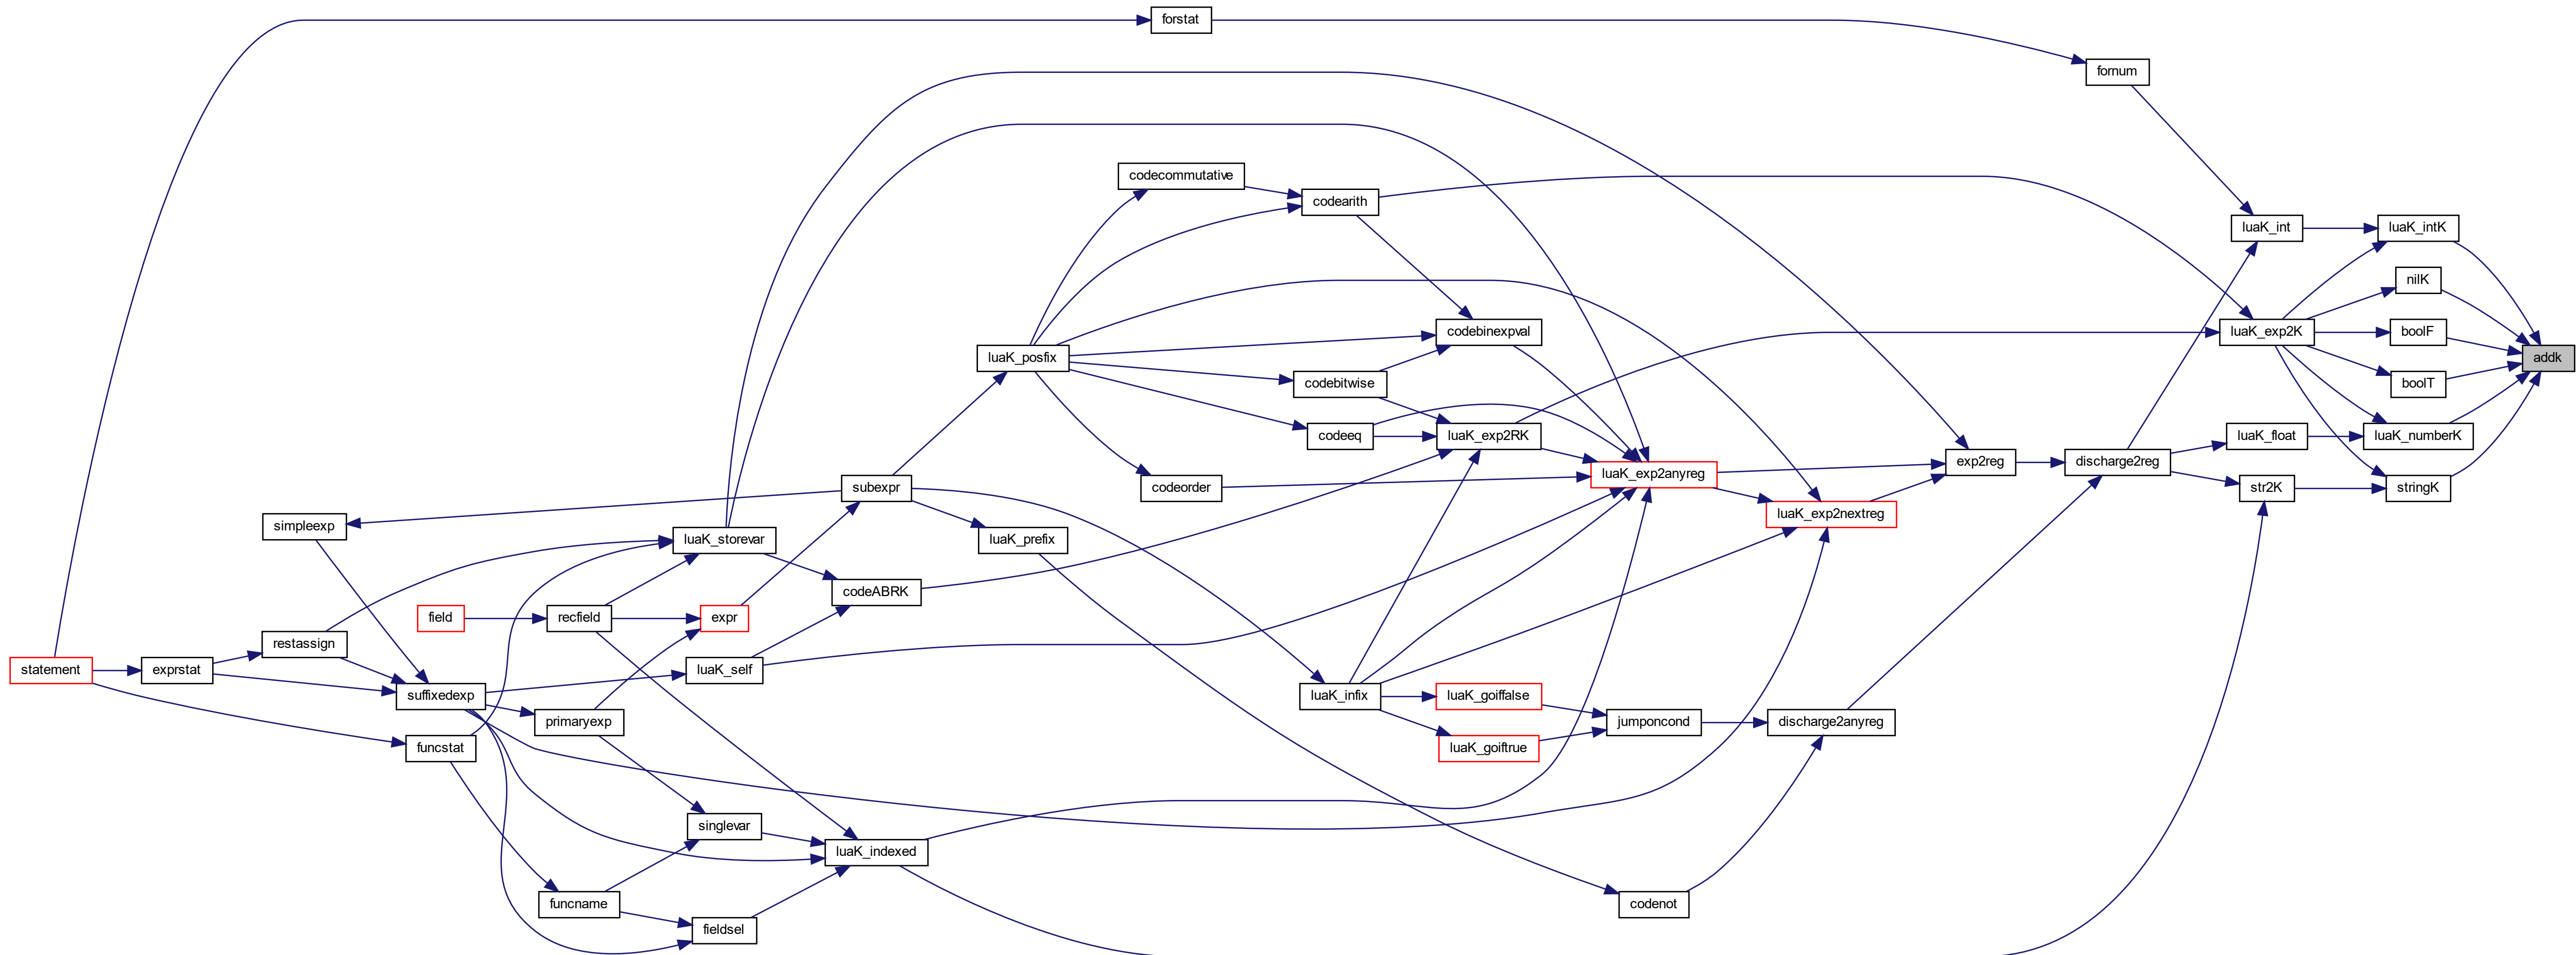 forstat
fornum
codecommutative
codearith
luaK_int
luaK_intK
nilK
codebinexpval
luaK_exp2K
boolF
luaK_posfix
addk
codebitwise
boolT
codeeq
luaK_exp2RK
luaK_float
luaK_numberK
exp2reg
discharge2reg
luaK_exp2anyreg
subexpr
codeorder
str2K
stringK
luaK_exp2nextreg
simpleexp
luaK_storevar
luaK_prefix
codeABRK
field
recfield
expr
restassign
statement
exprstat
luaK_self
suffixedexp
luaK_infix
luaK_goiffalse
primaryexp
jumponcond
discharge2anyreg
funcstat
luaK_goiftrue
singlevar
luaK_indexed
funcname
codenot
fieldsel